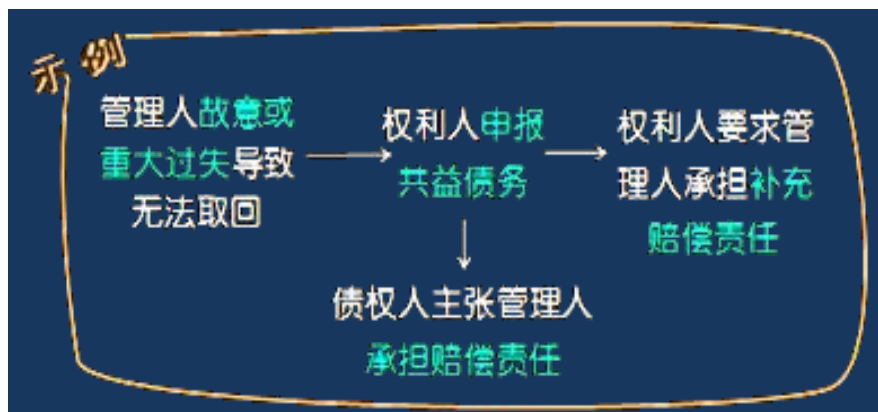 示例
管理人故意或
重大过失导致
无法取回
权利人申报
共益债务
权利人要求管
理人承担补充
赔偿责任
债权人主张管理人
承担赔偿责任